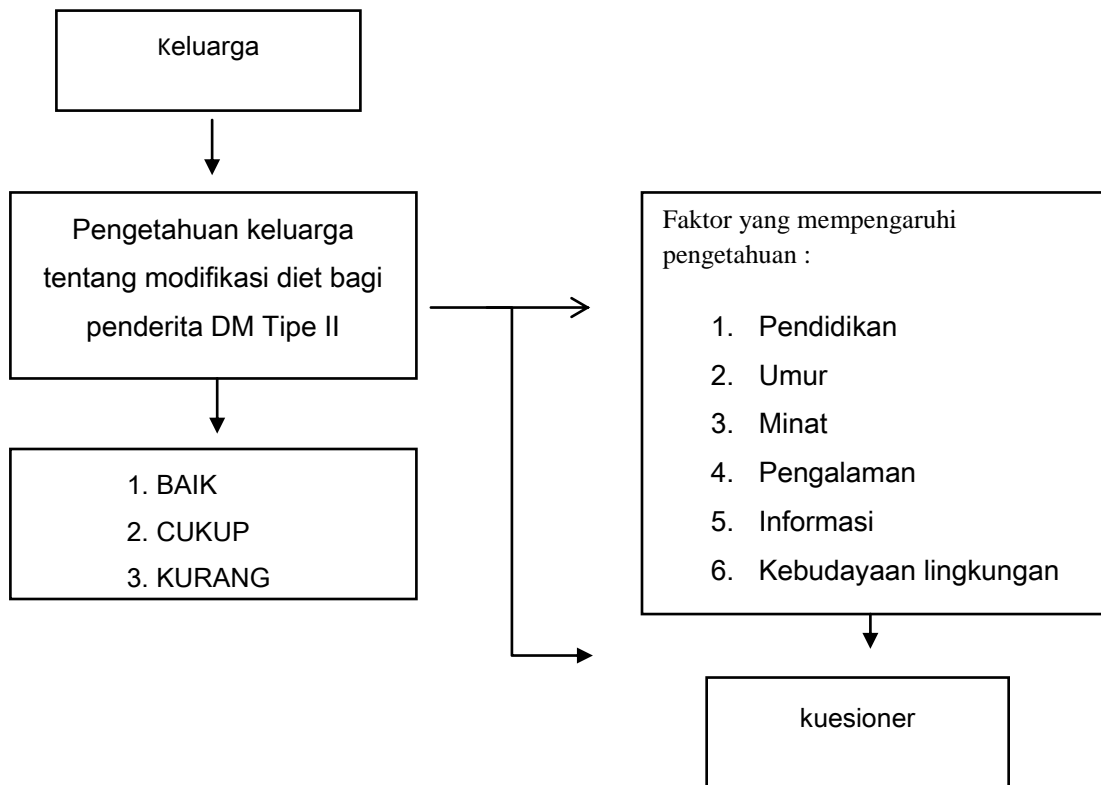 Keluarga
Pengetahuan keluarga
tentang modifikasi diet bagi
penderita DM Tipe II
1. BAIK
2. CUKUP
3. KURANG
Faktor yang mempengaruhi
pengetahuan :
1. Pendidikan
2. Umur
3. Minat
4. Pengalaman
5. Informasi
6. Kebudayaan lingkungan
kuesioner